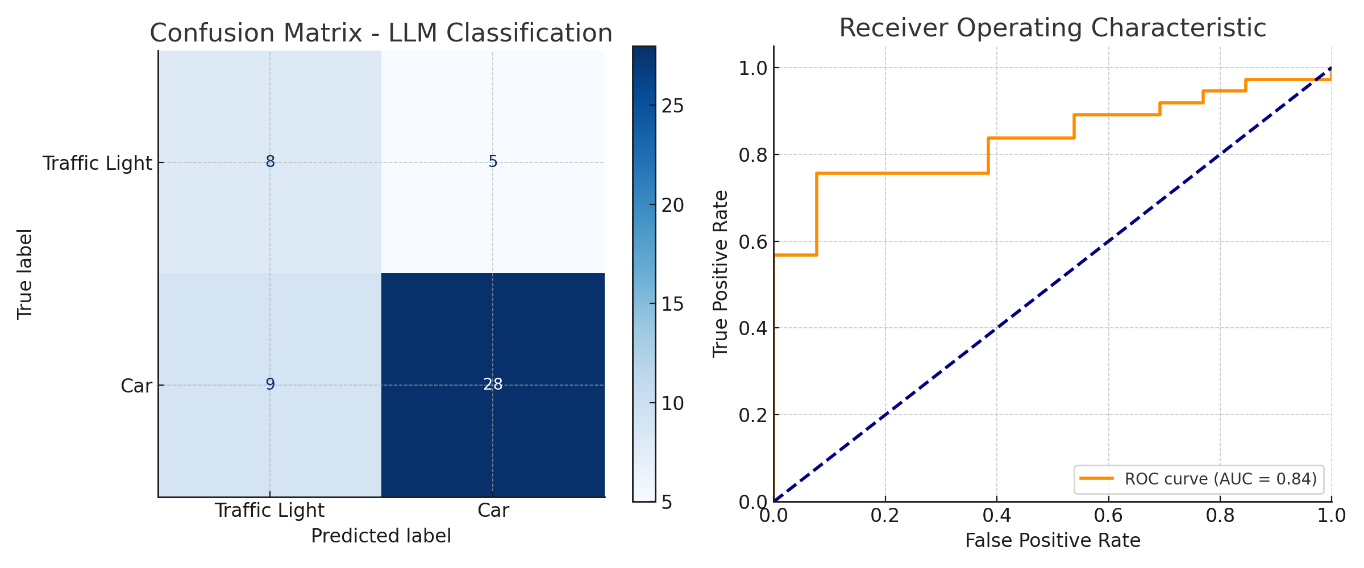 Confusion Matrix - LLM Classification
True label
Traffic Light
Car
8
5
9
28
Traffic Light
Car
Predicted label
25
20
15
10
5
Receiver Operating Characteristic
True Positive Rate
1.0
0.8
0.6
0.4
0.2
0.0
ROC curve (AUC = 0.84)
0.0
0.2
0.4
0.6
0.8
1.0
False Positive Rate